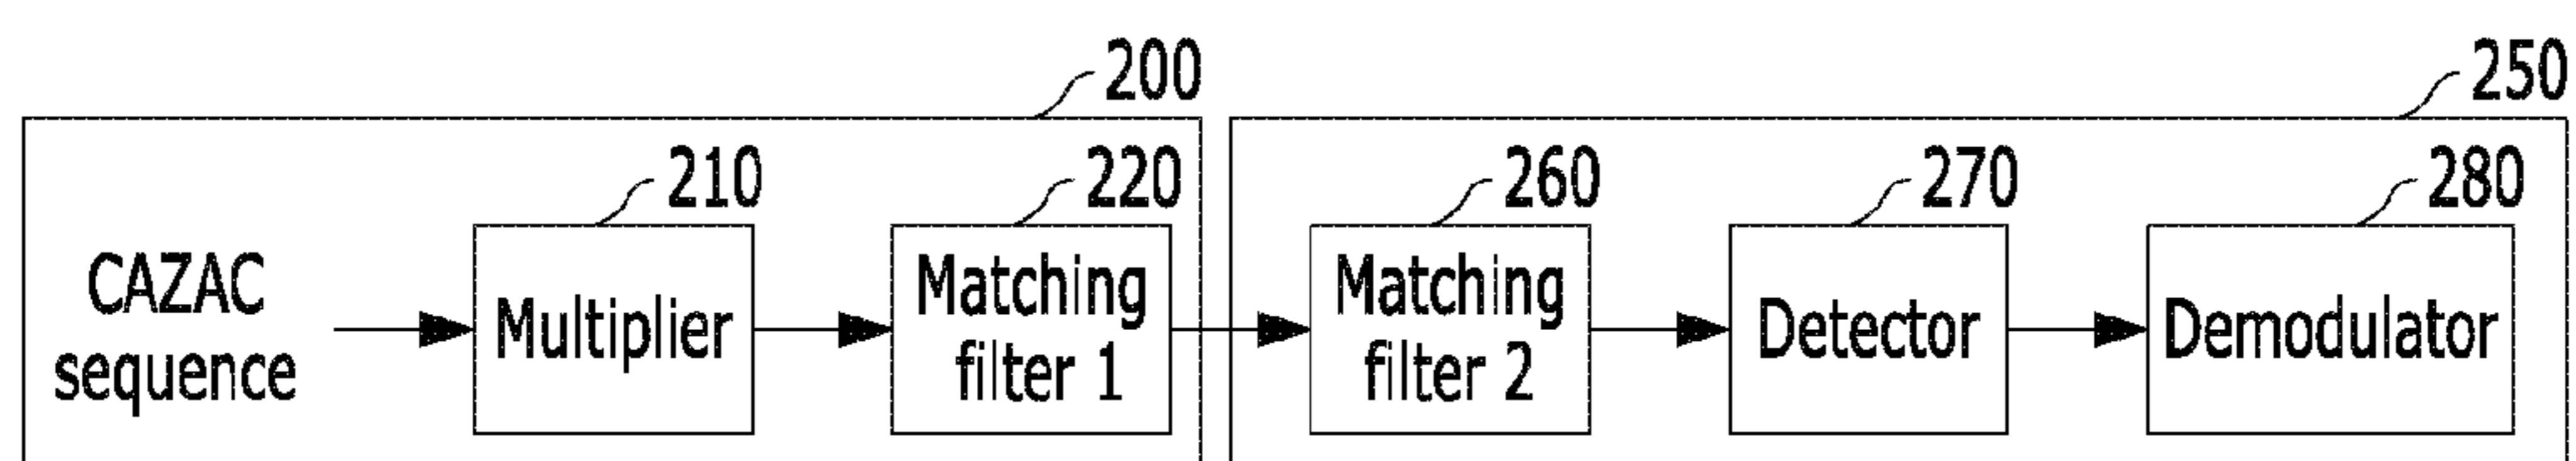 200
250
210
220
260
270
280
CAZAC
sequence
Multiplier
Matching
filter 1
Matching
filter 2
Detector
Demodulator